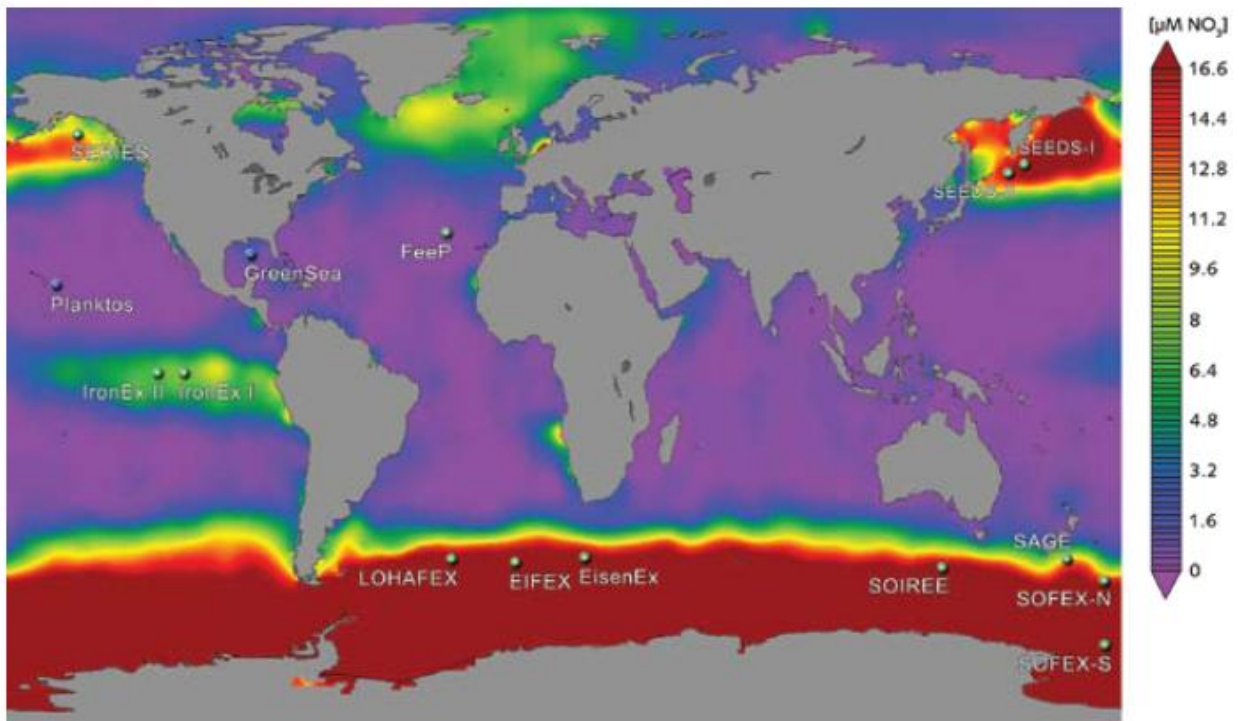 [µM NO₃]
16.6
14.4
12.8
11.2
9.6
8
6.4
4.8
3.2
1.6
0
SERIES
SEEDS-I
SEEDS-II
FeeP
GreenSea
Planktos
IronEx II
IronEx I
SAGE
LOHAFEX
EIFEX
EisenEx
SOIREE
SOFEX-N
SOFEX-S